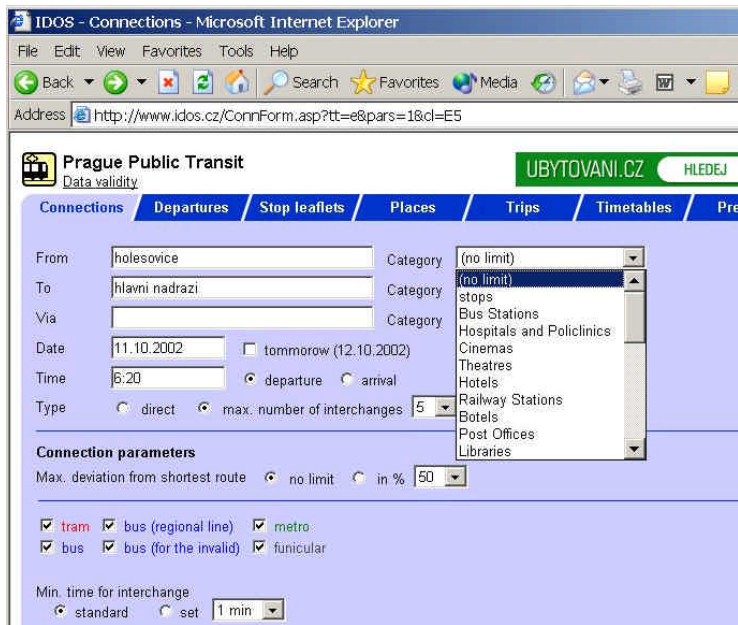 IDOS - Connections - Microsoft Internet Explorer
File Edit View Favorites Tools Help
Back Search Favorites Media
Address http://www.idos.cz/ConnForm.asp?tt=e&pars=1&cl=E5
Prague Public Transit
Data validity
UBYTOVANI.CZ HLEDEJ
Connections Departures Stop leaflets Places Trips Timetables Pre
From holesovice Category (no limit)
To hlavni nadrazi Category
Via Category
(no limit)
stops
Bus Stations
Hospitals and Policlinics
Cinemas
Theatres
Hotels
Railway Stations
Botels
Post Offices
Libraries
Date 11.10.2002 tommorow (12.10.2002)
Time 6:20 departure arrival
Type direct max. number of interchanges 5
Connection parameters
Max. deviation from shortest route no limit in % 50
tram bus (regional line) metro
bus bus (for the invalid) funicular
Min. time for interchange
standard set 1 min